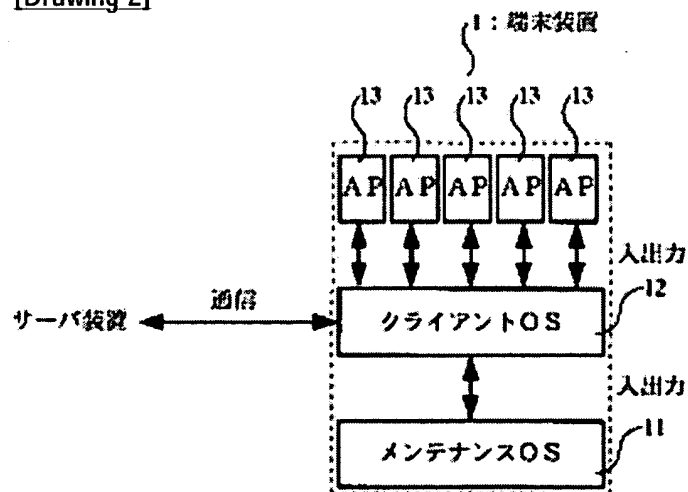 [Drawing 2]
1：端末装置
13 13 13 13 13
AP AP AP AP AP
入出力
12
サーバ装置 通信 クライアントOS
入出力
11
メンテナンスOS